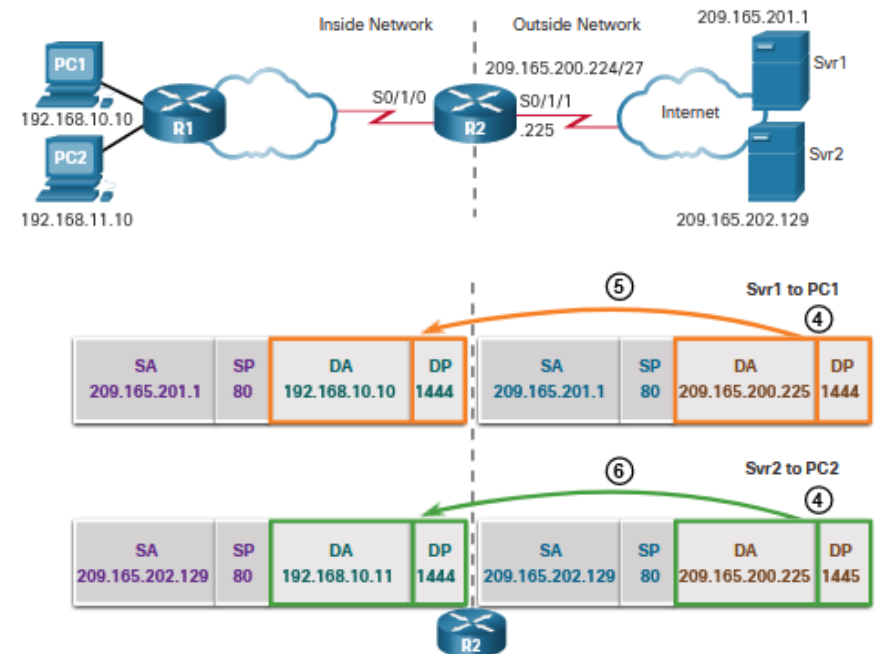 Inside Network
Outside Network
209.165.201.1
PC1
Svr1
209.165.200.224/27
S0/1/0
S0/1/1
Internet
192.168.10.10
R1
R2
.225
PC2
Svr2
192.168.11.10
209.165.202.129
5
Svr1 to PC1
4
SA SP DA DP SA SP DA DP
209.165.201.1 80 192.168.10.10 1444 209.165.201.1 80 209.165.200.225 1444
6
Svr2 to PC2
4
SA SP DA DP SA SP DA DP
209.165.202.129 80 192.168.10.11 1444 209.165.202.129 80 209.165.200.225 1445
R2